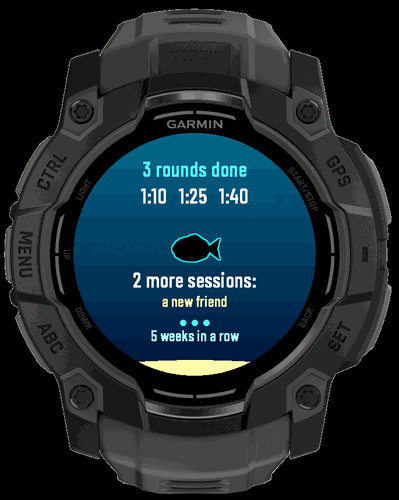 GARMIN
CTRL
LIGHT
GPS
START/STOP
MENU
UP
DOWN
ABC
BACK
SET
3 rounds done
1:10 1:25 1:40
2 more sessions:
a new friend
5 weeks in a row